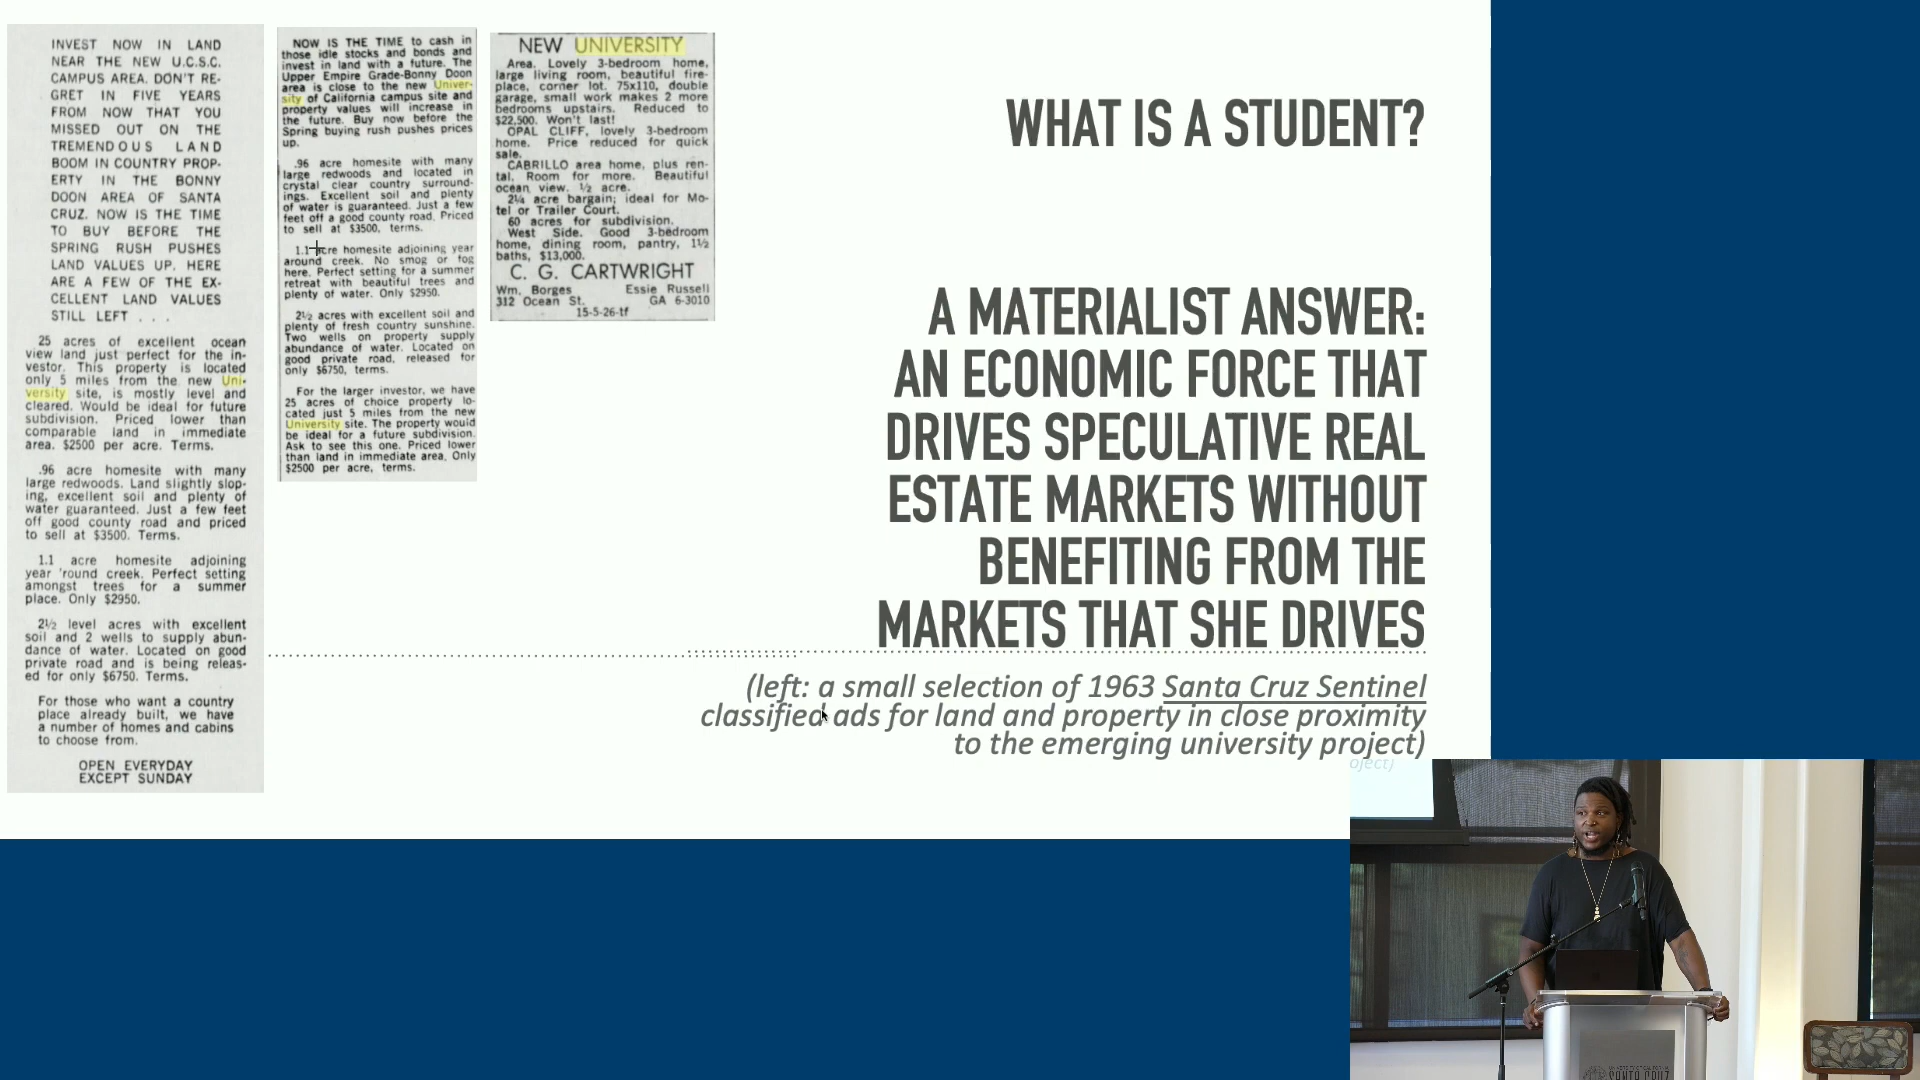 INVEST NOW IN LAND
NEAR THE NEW U.C.S.C.
CAMPUS AREA. DON'T RE-
GRET IN FIVE YEARS
FROM NOW THAT YOU
MISSED OUT ON THE
TREMENDOUS LAND
BOOM IN COUNTRY PROP-
ERTY IN THE BONNY
DOON AREA OF SANTA
CRUZ. NOW IS THE TIME
TO BUY BEFORE THE
SPRING RUSH PUSHES
LAND VALUES UP. HERE
ARE A FEW OF THE EX-
CELLENT LAND VALUES
STILL LEFT . . .
25 acres of excellent ocean
view land just perfect for the in-
vestor. This property is located
only 5 miles from the new Uni-
versity site, is mostly level and
cleared. Would be ideal for future
subdivision. Priced lower than
comparable land in immediate
area. $2500 per acre. Terms.
.96 acre homesite with many
large redwoods. Land slightly slop-
ing, excellent soil and plenty of
water guaranteed. Just a few feet
off good county road and priced
to sell at $3500. Terms.
1.1 acre homesite adjoining
year 'round creek. Perfect setting
amongst trees for a summer
place. Only $2950.
2½ level acres with excellent
soil and 2 wells to supply abun-
dance of water. Located on good
private road and is being releas-
ed for only $6750. Terms.
For those who want a country
place already built, we have
a number of homes and cabins
to choose from.
OPEN EVERYDAY
EXCEPT SUNDAY
NOW IS THE TIME to cash in
those idle stocks and bonds and
invest in land with a future. The
Upper Empire Grade-Bonny Doon
area is close to the new Univer-
sity of California campus site and
property values will increase in
the future. Buy now before the
Spring buying rush pushes prices
up.
.96 acre homesite with many
large redwoods and located in
crystal clear country surround-
ings. Excellent soil and plenty
of water is guaranteed. Just a few
feet off a good county road. Priced
to sell at $3500, terms.
1.1 acre homesite adjoining year
around creek. No smog or fog
here. Perfect setting for a summer
retreat with beautiful trees and
plenty of water. Only $2950.
2½ acres with excellent soil and
plenty of fresh country sunshine.
Two wells on property supply
abundance of water. Located on
good private road, released for
only $6750, terms.
For the larger investor, we have
25 acres of choice property lo-
cated just 5 miles from the new
University site. The property would
be ideal for a future subdivision.
Ask to see this one. Priced lower
than land in immediate area. Only
$2500 per acre, terms.
NEW UNIVERSITY
Area. Lovely 3-bedroom home,
large living room, beautiful fire-
place, corner lot. 75x110, double
garage, small work makes 2 more
bedrooms upstairs. Reduced to
$22,500. Won't last!
OPAL CLIFF, lovely 3-bedroom
home. Price reduced for quick
sale.
CABRILLO area home, plus ren-
tal. Room for more. Beautiful
ocean view. ½ acre.
2¼ acre bargain; ideal for Mo-
tel or Trailer Court.
60 acres for subdivision.
West Side. Good 3-bedroom
home, dining room, pantry, 1½
baths, $13,000.
C. G. CARTWRIGHT
Wm. Borges Essie Russell
312 Ocean St. GA 6-3010
15-5-26-tf
WHAT IS A STUDENT?
A MATERIALIST ANSWER:
AN ECONOMIC FORCE THAT
DRIVES SPECULATIVE REAL
ESTATE MARKETS WITHOUT
BENEFITING FROM THE
MARKETS THAT SHE DRIVES
(left: a small selection of 1963 Santa Cruz Sentinel
classified ads for land and property in close proximity
to the emerging university project)
oject)
SANTA CRUZ